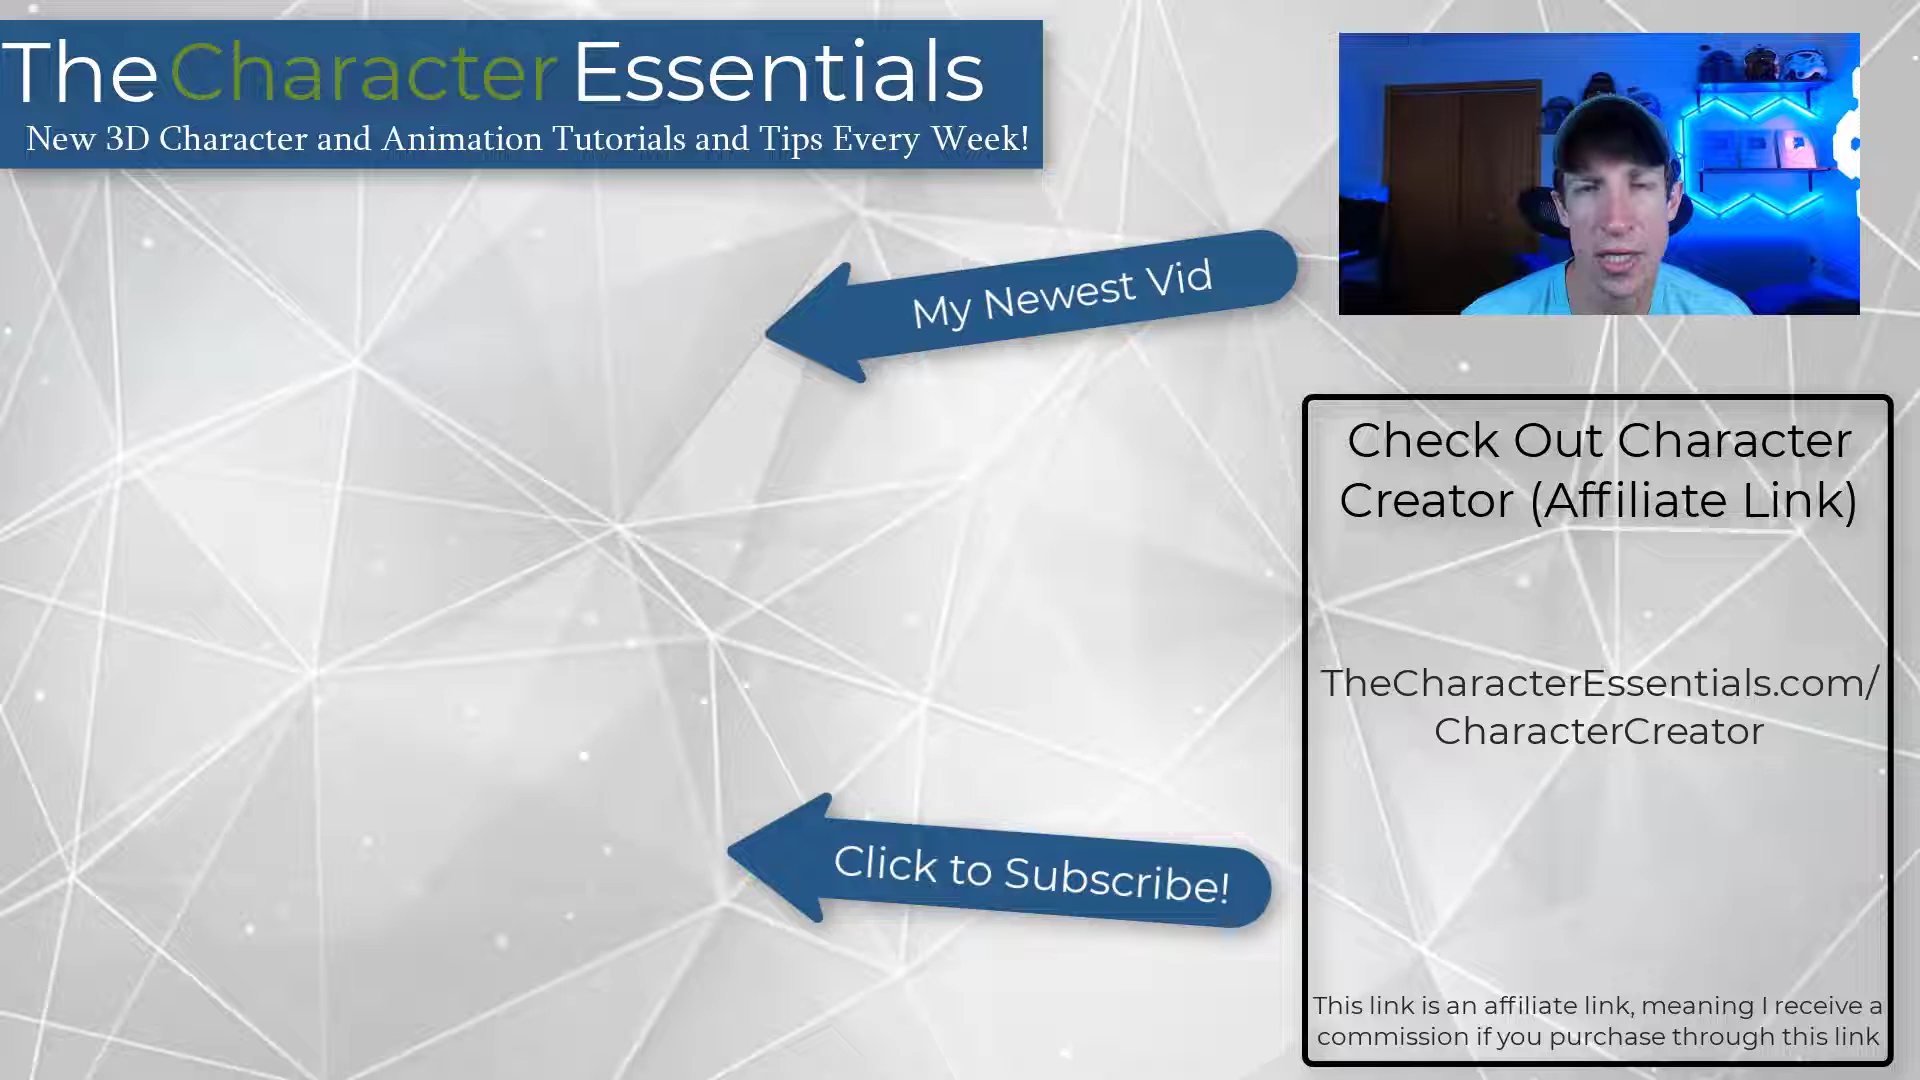 The Character Essentials
New 3D Character and Animation Tutorials and Tips Every Week!
My Newest Vid
Check Out Character
Creator (Affiliate Link)
TheCharacterEssentials.com/
CharacterCreator
Click to Subscribe!
This link is an affiliate link, meaning I receive a
commission if you purchase through this link